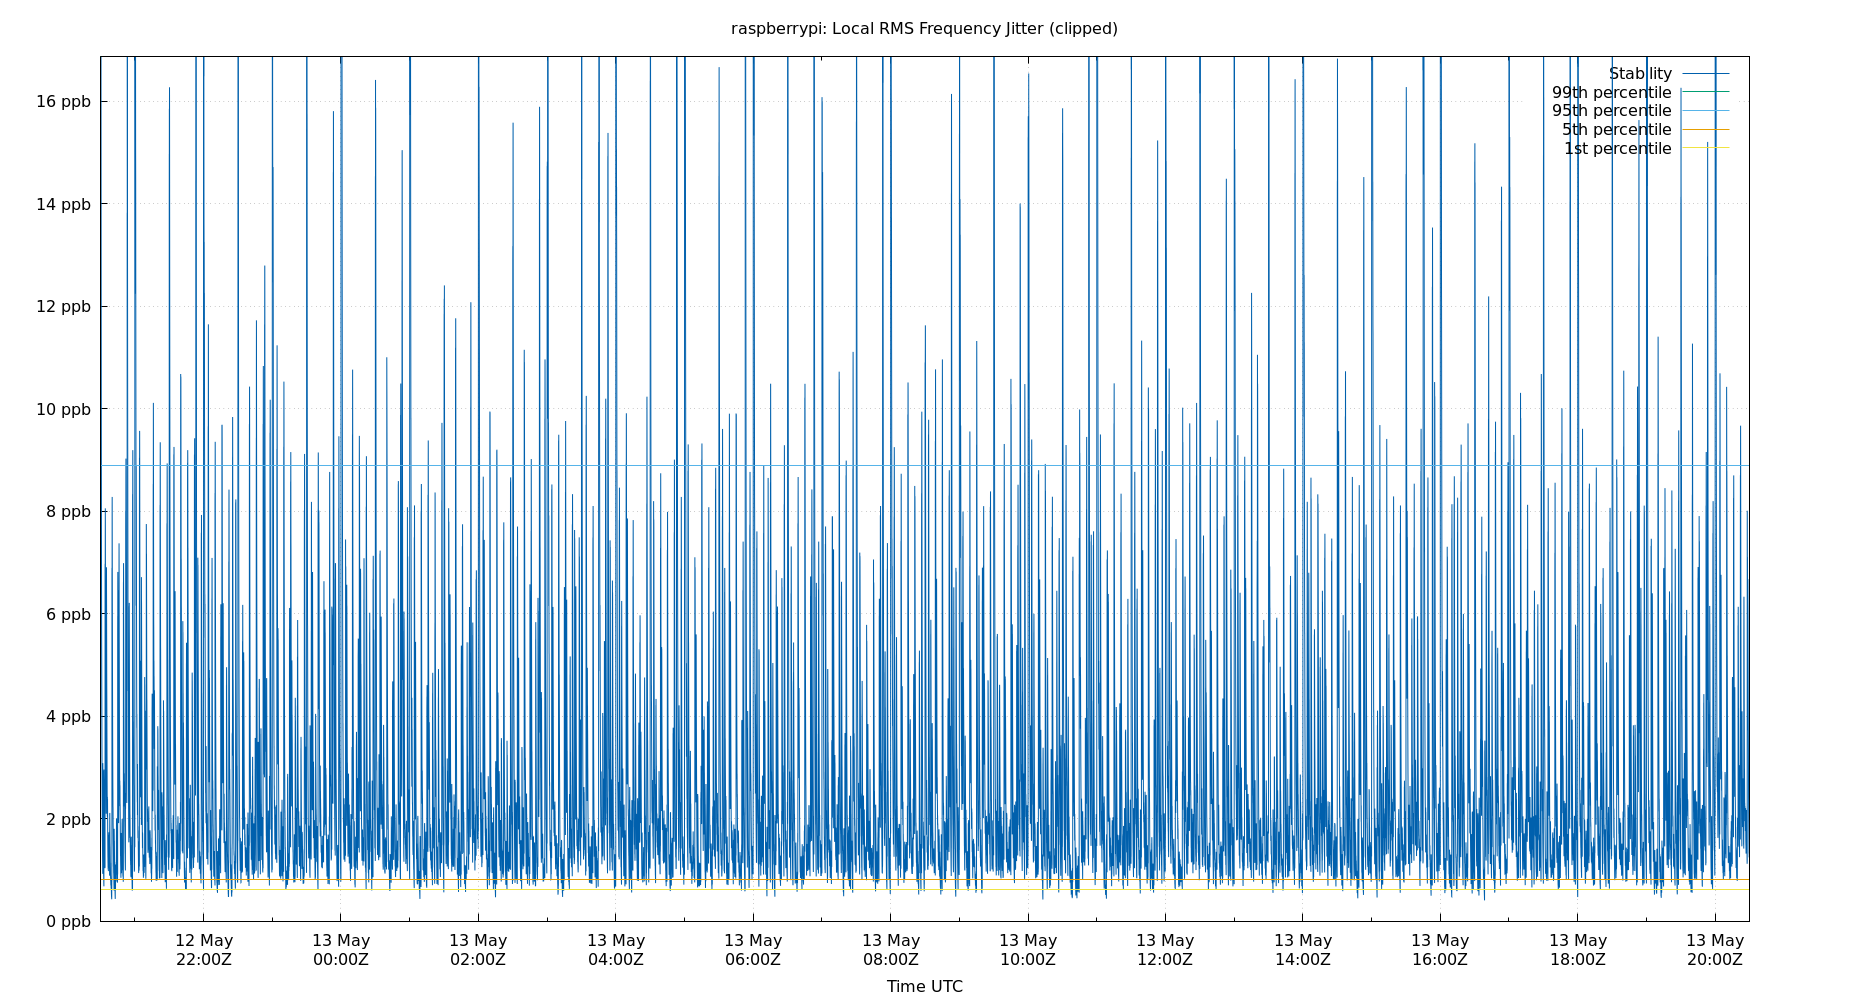 raspberrypi: Local RMS Frequency Jitter (clipped)
Stability
99th percentile
95th percentile
5th percentile
1st percentile
16 ppb
14 ppb
12 ppb
10 ppb
8 ppb
6 ppb
4 ppb
2 ppb
0 ppb
12 May 13 May 13 May 13 May 13 May 13 May 13 May 13 May 13 May 13 May 13 May 13 May
22:00Z 00:00Z 02:00Z 04:00Z 06:00Z 08:00Z 10:00Z 12:00Z 14:00Z 16:00Z 18:00Z 20:00Z
Time UTC